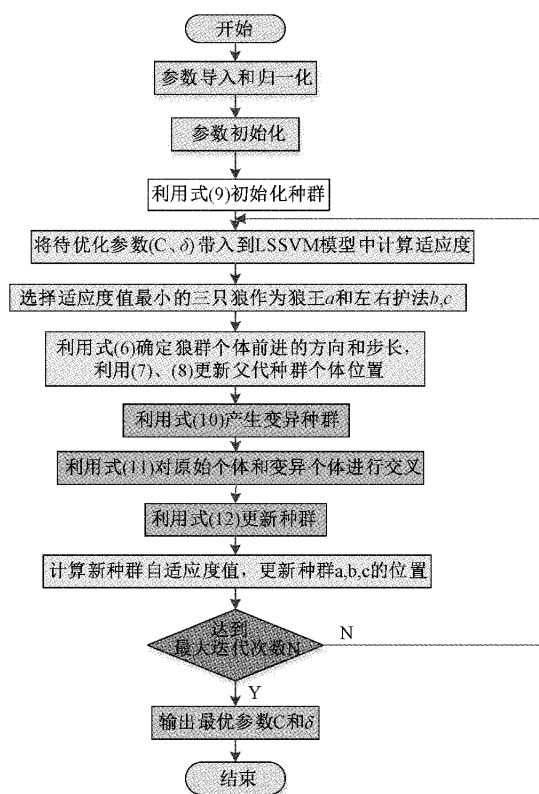 开始
参数导入和归一化
参数初始化
利用式(9)初始化种群
将待优化参数(C、δ)带入到LSSVM模型中计算适应度
选择适应度值最小的三只狼作为狼王a和左右护法b,c
利用式(6)确定狼群个体前进的方向和步长,
利用(7)、(8)更新父代种群个体位置
利用式(10)产生变异种群
利用式(11)对原始个体和变异个体进行交叉
利用式(12)更新种群
计算新种群自适应度值，更新种群a,b,c的位置
达到
最大迭代次数N
N
Y
输出最优参数C和δ
结束